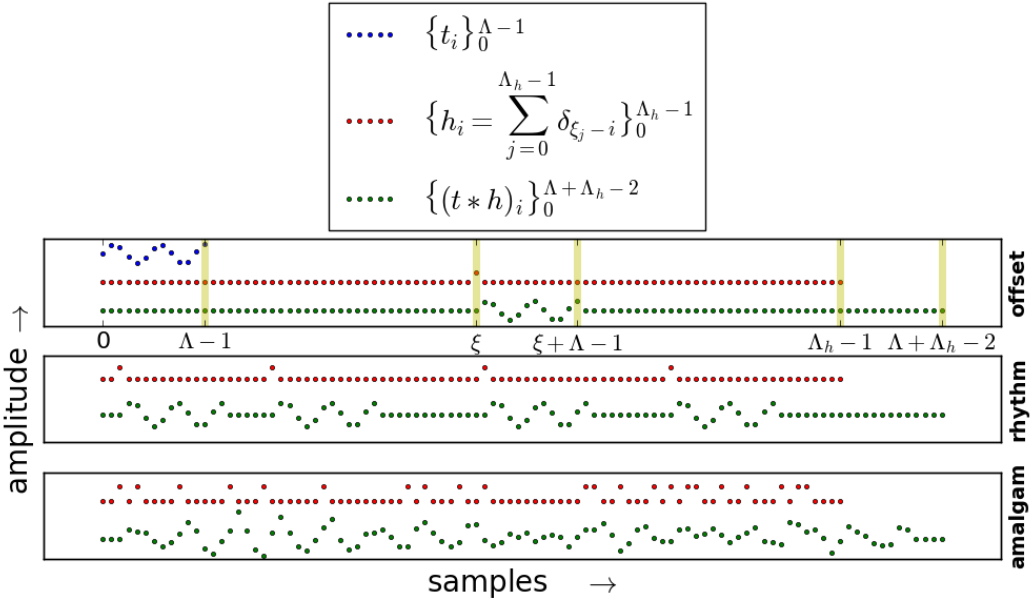 {t_i}_0^{Λ−1}
{h_i = ∑_{j=0}^{Λ_h−1} δ_{ξ_j−i}}_0^{Λ_h−1}
{(t∗h)_i}_0^{Λ+Λ_h−2}
offset
0 Λ−1 ξ ξ+Λ−1 Λ_h−1 Λ+Λ_h−2
rhythm
amplitude →
amalgam
samples →